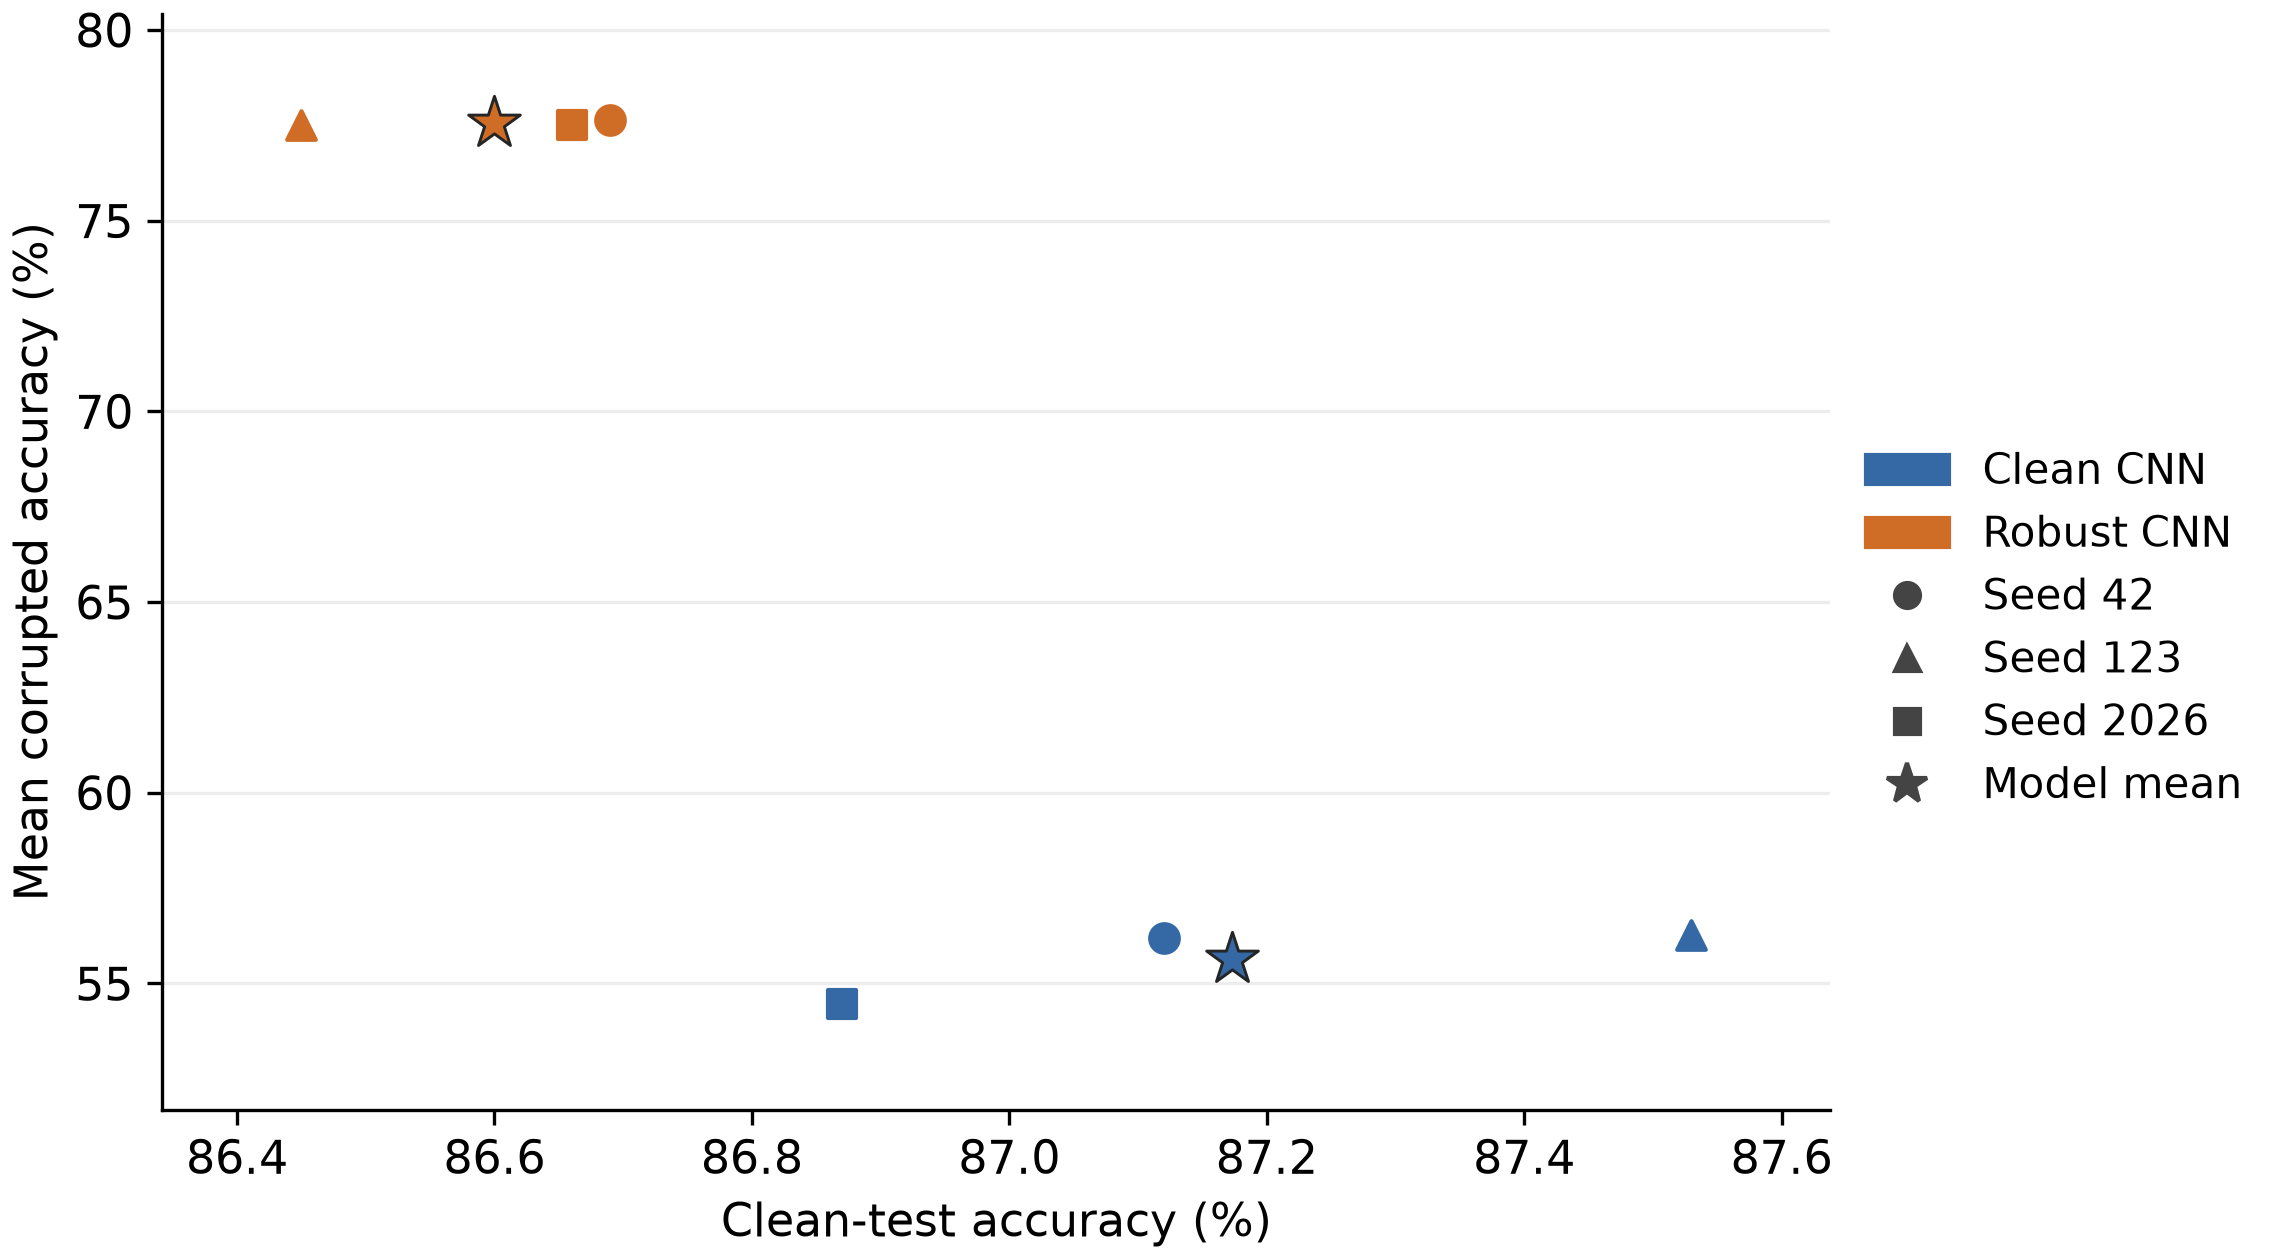 Mean corrupted accuracy (%)
80
75
70
65
60
55
86.4 86.6 86.8 87.0 87.2 87.4 87.6
Clean-test accuracy (%)
Clean CNN
Robust CNN
Seed 42
Seed 123
Seed 2026
Model mean